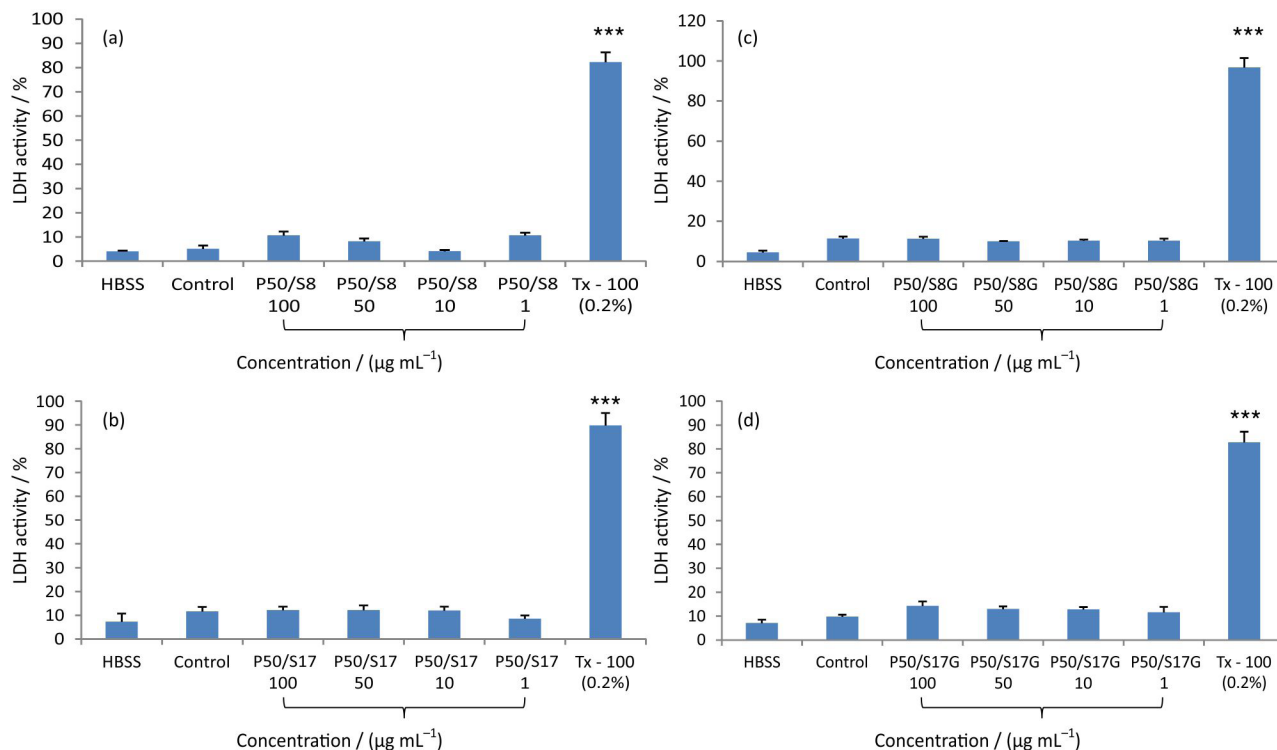 (a)
LDH activity / %
100
90
80
70
60
50
40
30
20
10
0
***
HBSS Control P50/S8 P50/S8 P50/S8 P50/S8 Tx - 100
100 50 10 1 (0.2%)
Concentration / (µg mL⁻¹)
(c)
LDH activity / %
120
100
80
60
40
20
0
***
HBSS Control P50/S8G P50/S8G P50/S8G P50/S8G Tx - 100
100 50 10 1 (0.2%)
Concentration / (µg mL⁻¹)
(b)
LDH activity / %
100
90
80
70
60
50
40
30
20
10
0
***
HBSS Control P50/S17 P50/S17 P50/S17 P50/S17 Tx - 100
100 50 10 1 (0.2%)
Concentration / (µg mL⁻¹)
(d)
LDH activity / %
100
90
80
70
60
50
40
30
20
10
0
***
HBSS Control P50/S17G P50/S17G P50/S17G P50/S17G Tx - 100
100 50 10 1 (0.2%)
Concentration / (µg mL⁻¹)